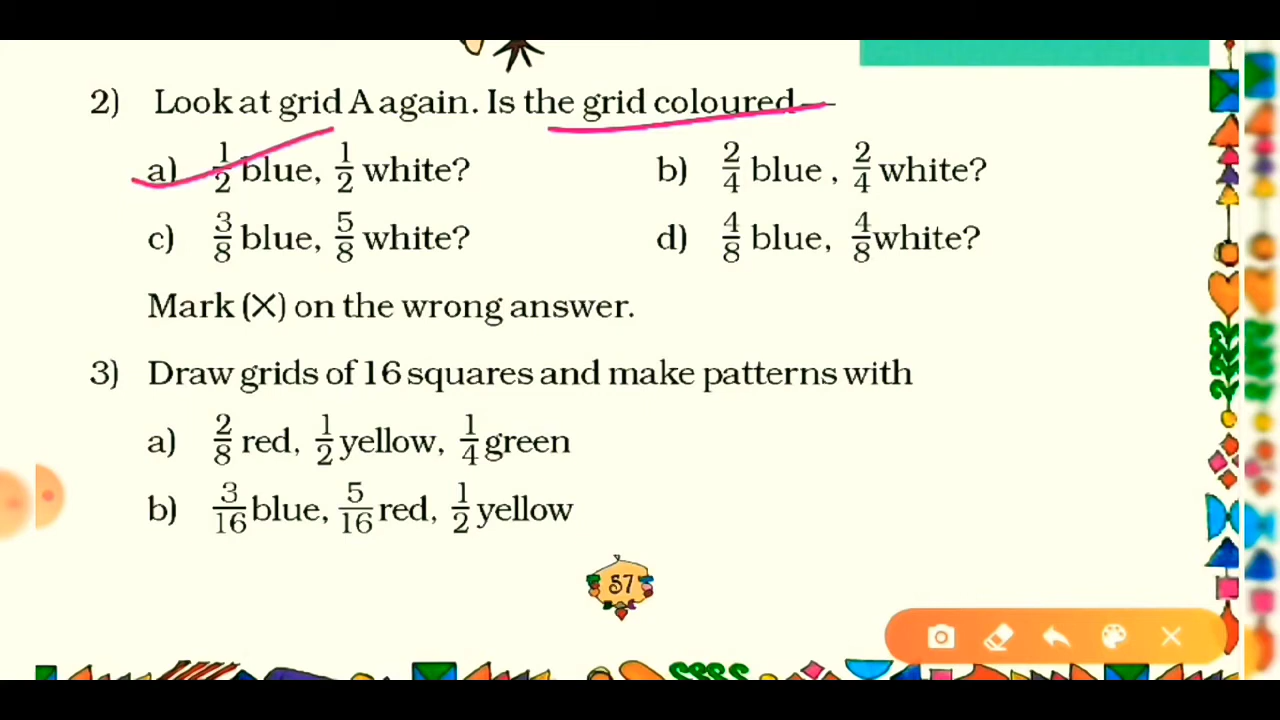 2) Look at grid A again. Is the grid coloured —
a) 1/2 blue, 1/2 white? b) 2/4 blue , 2/4 white?
c) 3/8 blue, 5/8 white? d) 4/8 blue, 4/8 white?
Mark (X) on the wrong answer.
3) Draw grids of 16 squares and make patterns with
a) 2/8 red, 1/2 yellow, 1/4 green
b) 3/16 blue, 5/16 red, 1/2 yellow
57